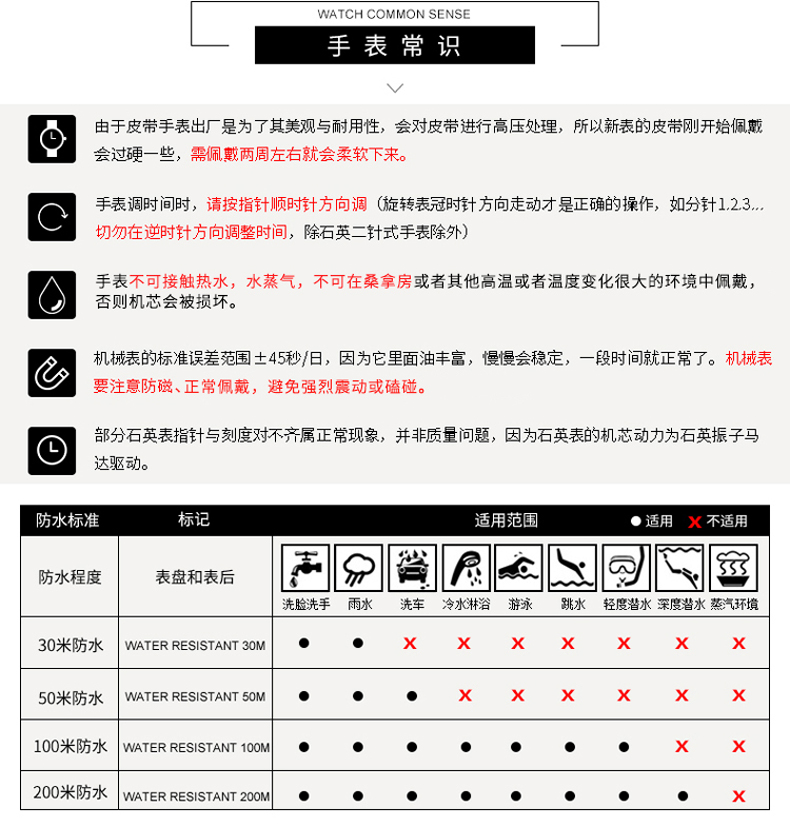 WATCH COMMON SENSE
手表常识
由于皮带手表出厂是为了其美观与耐用性，会对皮带进行高压处理，所以新表的皮带刚开始佩戴
会过硬一些，需佩戴两周左右就会柔软下来。
手表调时间时，请按指针顺时针方向调（旋转表冠时针方向走动才是正确的操作，如分针1.2.3...
切勿在逆时针方向调整时间，除石英二针式手表除外）
手表不可接触热水，水蒸气，不可在桑拿房或者其他高温或者温度变化很大的环境中佩戴，
否则机芯会被损坏。
机械表的标准误差范围±45秒/日，因为它里面油丰富，慢慢会稳定，一段时间就正常了。机械表
要注意防磁、正常佩戴，避免强烈震动或磕碰。
部分石英表指针与刻度对不齐属正常现象，并非质量问题，因为石英表的机芯动力为石英振子马
达驱动。
防水标准 标记 适用范围 ●适用 X不适用
防水程度 表盘和表后 洗脸洗手 雨水 洗车 冷水淋浴 游泳 跳水 轻度潜水 深度潜水 蒸汽环境
30米防水 WATER RESISTANT 30M ● ● X X X X X X X
50米防水 WATER RESISTANT 50M ● ● ● X X X X X X
100米防水 WATER RESISTANT 100M ● ● ● ● ● ● ● X X
200米防水 WATER RESISTANT 200M ● ● ● ● ● ● ● ● X